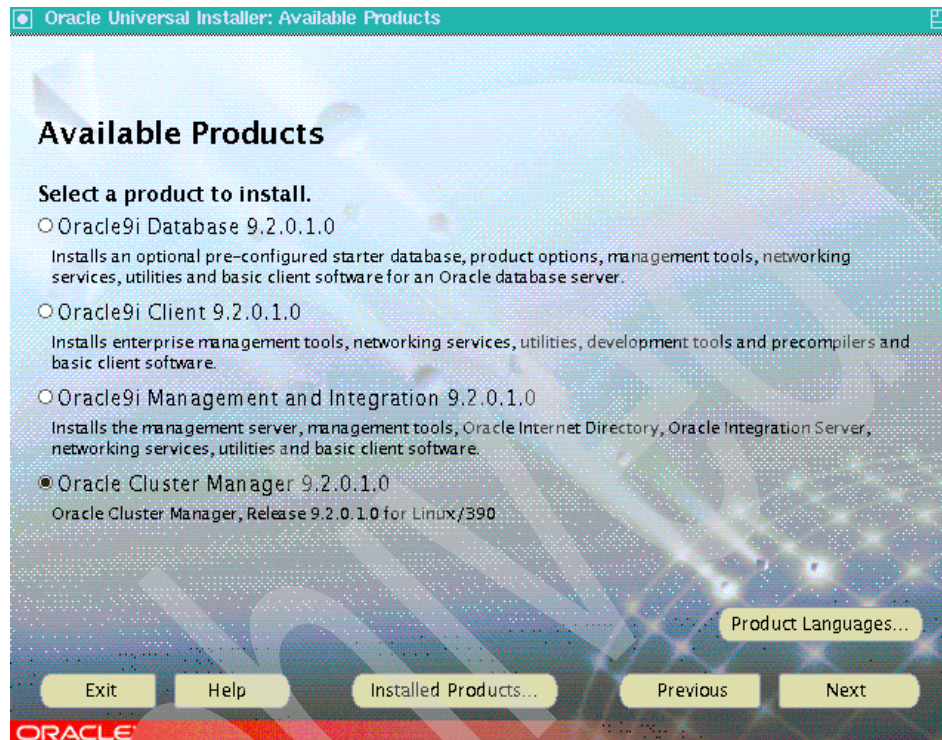 Oracle Universal Installer: Available Products
Available Products
Select a product to install.
Oracle9i Database 9.2.0.1.0
Installs an optional pre-configured starter database, product options, management tools, networking
services, utilities and basic client software for an Oracle database server.
Oracle9i Client 9.2.0.1.0
Installs enterprise management tools, networking services, utilities, development tools and precompilers and
basic client software.
Oracle9i Management and Integration 9.2.0.1.0
Installs the management server, management tools, Oracle Internet Directory, Oracle Integration Server,
networking services, utilities and basic client software.
Oracle Cluster Manager 9.2.0.1.0
Oracle Cluster Manager, Release 9.2.0.1.0 for Linux/390
Product Languages...
Exit Help Installed Products... Previous Next
ORACLE